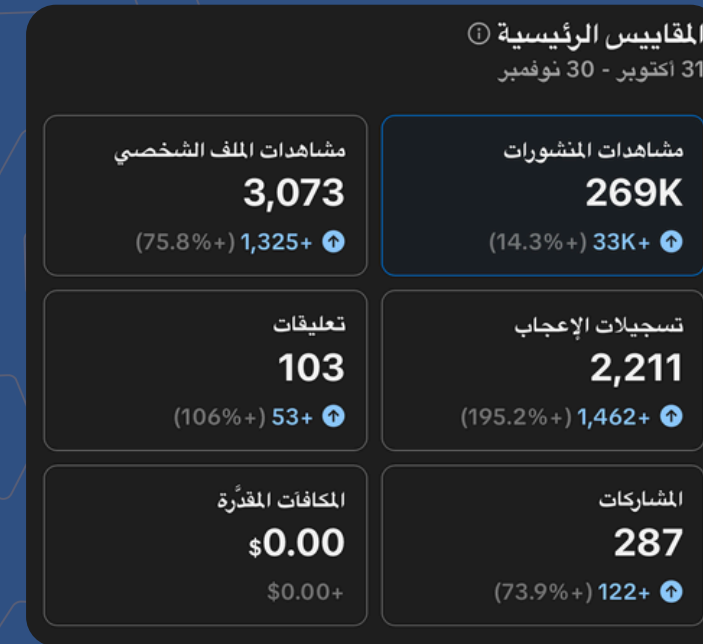 المقاييس الرئيسية
31 أكتوبر - 30 نوفمبر
مشاهدات المنشورات
269K
33K+ (14.3%+)
مشاهدات الملف الشخصي
3,073
1,325+ (75.8%+)
تسجيلات الإعجاب
2,211
1,462+ (195.2%+)
تعليقات
103
53+ (106%+)
المشاركات
287
122+ (73.9%+)
المكافآت المقدَّرة
$0.00
$0.00+